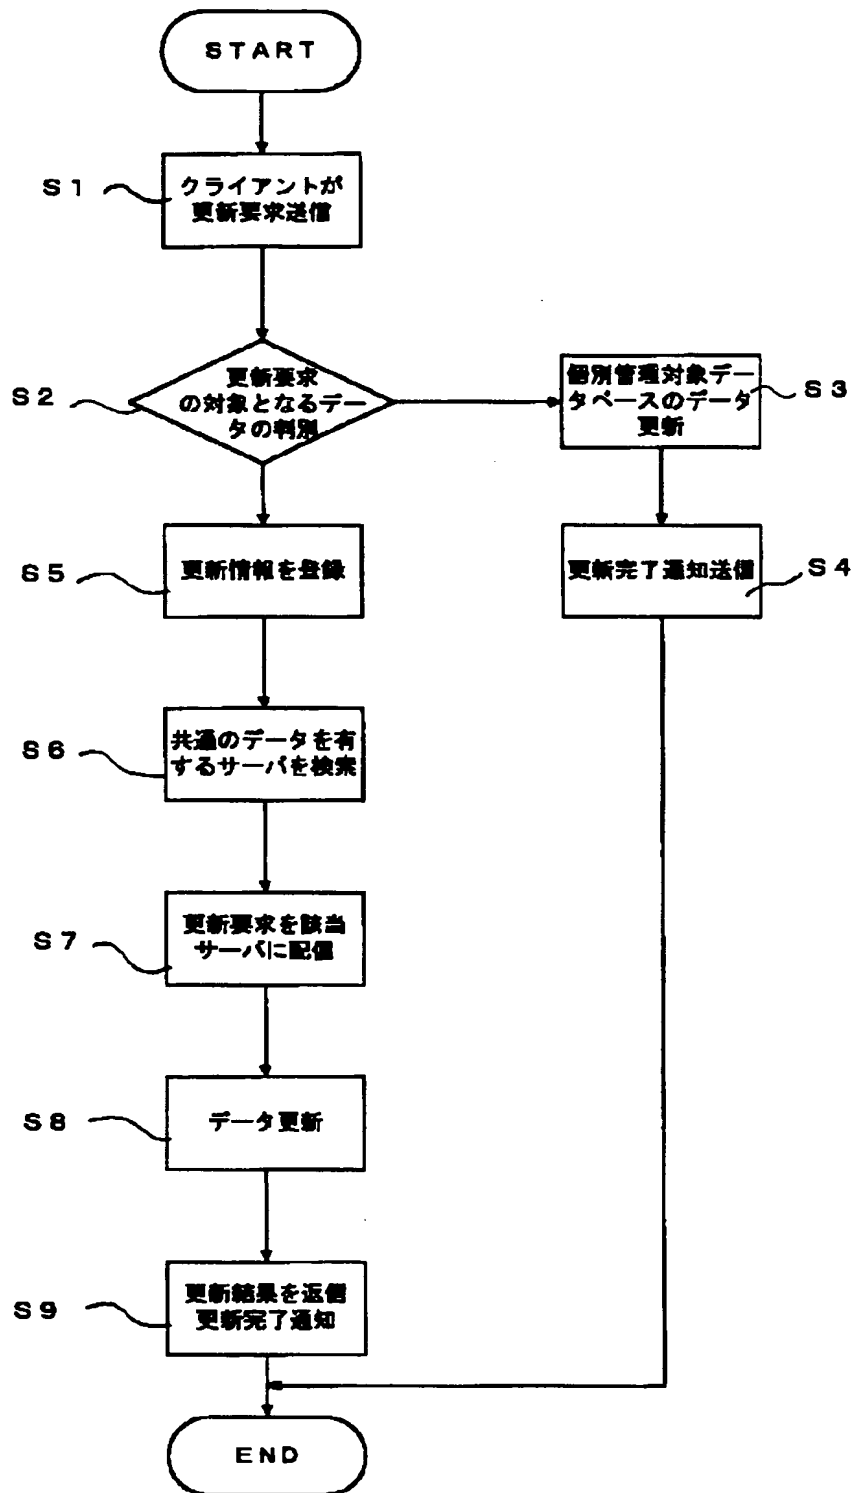 START
S1
クライアントが
更新要求送信
S2
更新要求
の対象となるデー
タの判別
個別管理対象デー
タベースのデータ
更新
S3
S5
更新情報を登録
更新完了通知送信
S4
S6
共通のデータを有
するサーバを検索
S7
更新要求を該当
サーバに配信
S8
データ更新
S9
更新結果を返信
更新完了通知
END